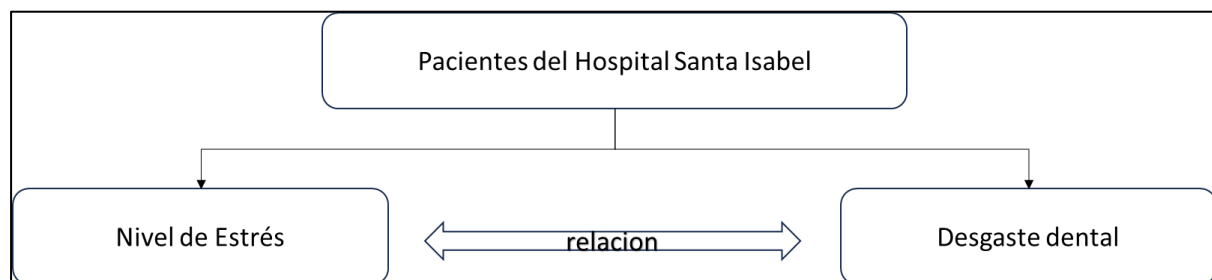 Pacientes del Hospital Santa Isabel
Nivel de Estrés
relacion
Desgaste dental